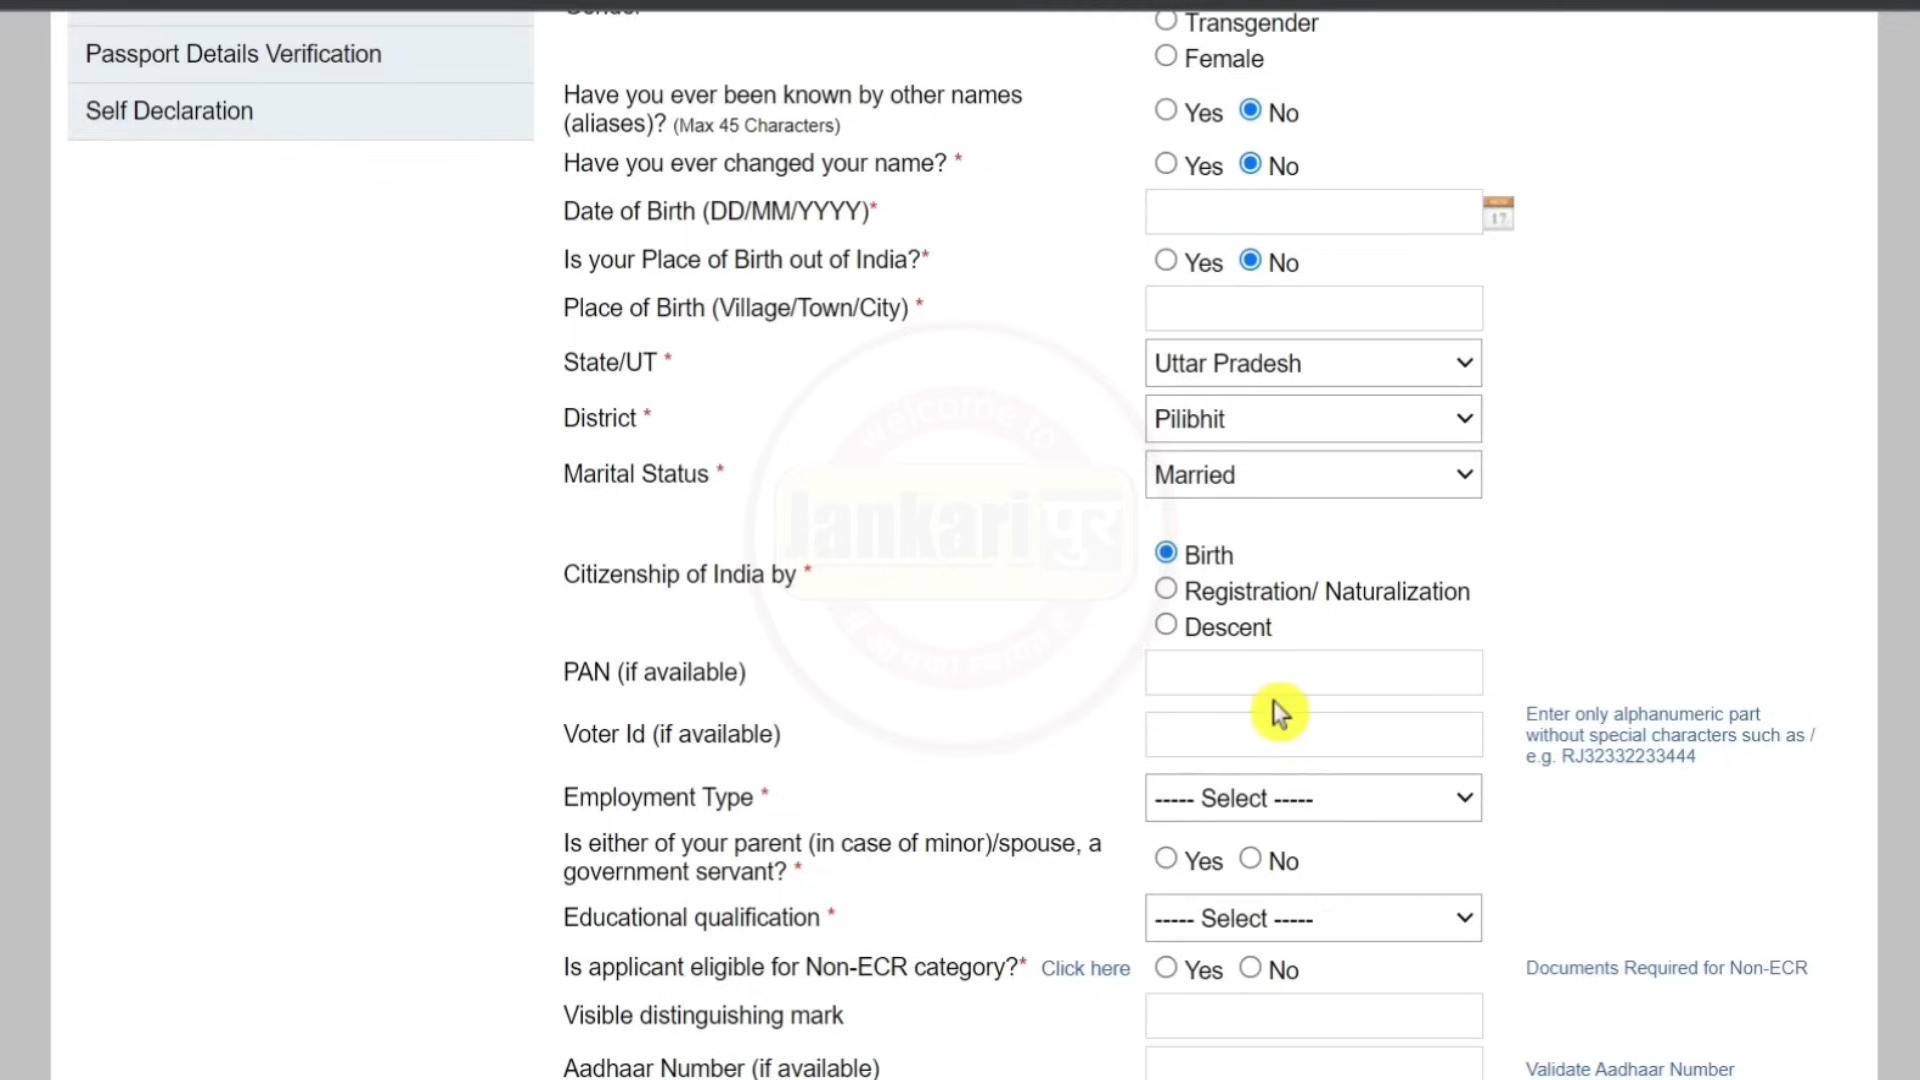 Transgender
Passport Details Verification
Female
Self Declaration
Have you ever been known by other names
(aliases)? (Max 45 Characters)
Yes No
Have you ever changed your name? *
Yes No
Date of Birth (DD/MM/YYYY)*
17
Is your Place of Birth out of India?*
Yes No
Place of Birth (Village/Town/City) *
State/UT *
Uttar Pradesh
District *
Pilibhit
welcome to
Marital Status *
Married
Jankari पुर
Citizenship of India by *
Birth
Registration/ Naturalization
Descent
PAN (if available)
Voter Id (if available)
Enter only alphanumeric part
without special characters such as /
e.g. RJ32332233444
Employment Type *
----- Select -----
Is either of your parent (in case of minor)/spouse, a
government servant? *
Yes No
Educational qualification *
----- Select -----
Is applicant eligible for Non-ECR category?* Click here
Yes No
Documents Required for Non-ECR
Visible distinguishing mark
Aadhaar Number (if available)
Validate Aadhaar Number